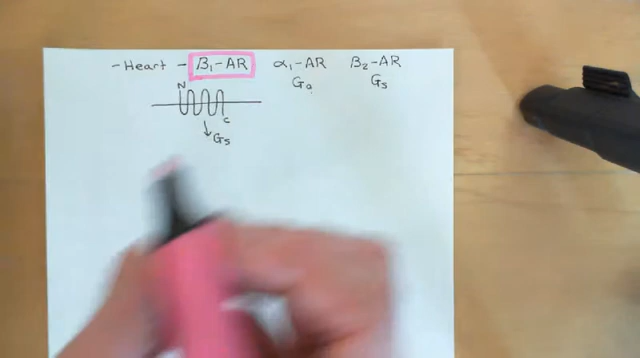 - Heart - β₁-AR α₁-AR β₂-AR
Gq Gs
N
C
Gs